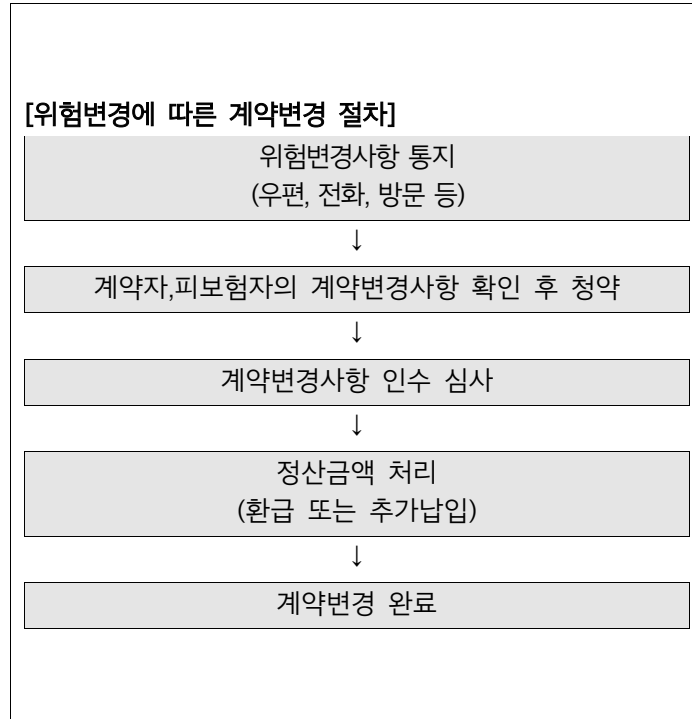 [위험변경에 따른 계약변경 절차]
위험변경사항 통지
(우편, 전화, 방문 등)
↓
계약자,피보험자의 계약변경사항 확인 후 청약
↓
계약변경사항 인수 심사
↓
정산금액 처리
(환급 또는 추가납입)
↓
계약변경 완료